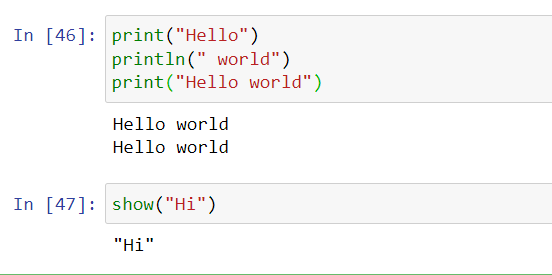 In [46]: print("Hello")
println(" world")
print("Hello world")
Hello world
Hello world
In [47]: show("Hi")
"Hi"